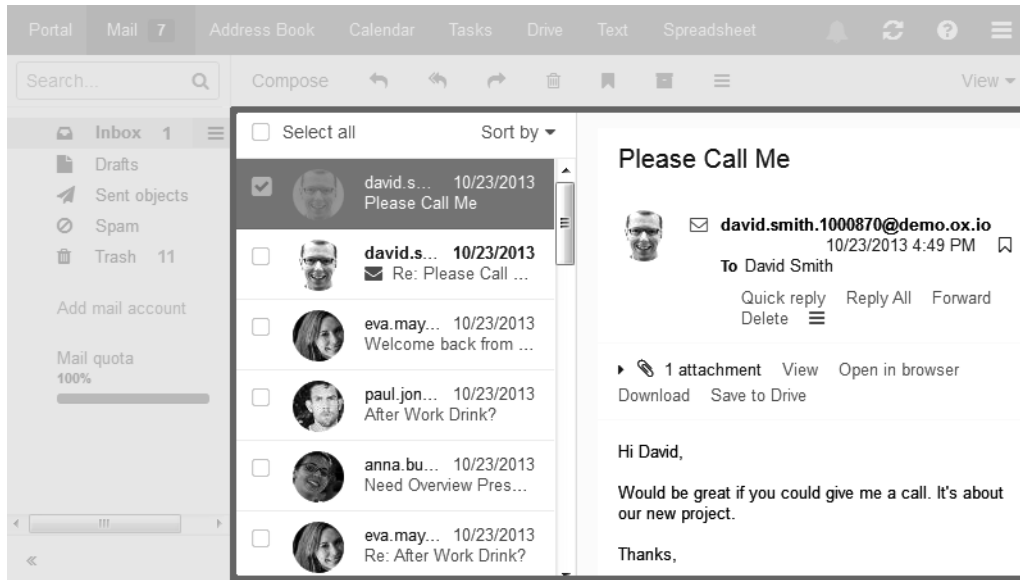 Portal Mail 7 Address Book Calendar Tasks Drive Text Spreadsheet
Search...
Compose
View
Inbox 1
Drafts
Sent objects
Spam
Trash 11
Add mail account
Mail quota
100%
Select all Sort by
david.s... 10/23/2013
Please Call Me
david.s... 10/23/2013
Re: Please Call ...
eva.may... 10/23/2013
Welcome back from ...
paul.jon... 10/23/2013
After Work Drink?
anna.bu... 10/23/2013
Need Overview Pres...
eva.may... 10/23/2013
Re: After Work Drink?
Please Call Me
david.smith.1000870@demo.ox.io
10/23/2013 4:49 PM
To David Smith
Quick reply Reply All Forward
Delete
1 attachment View Open in browser
Download Save to Drive
Hi David,
Would be great if you could give me a call. It's about
our new project.
Thanks,